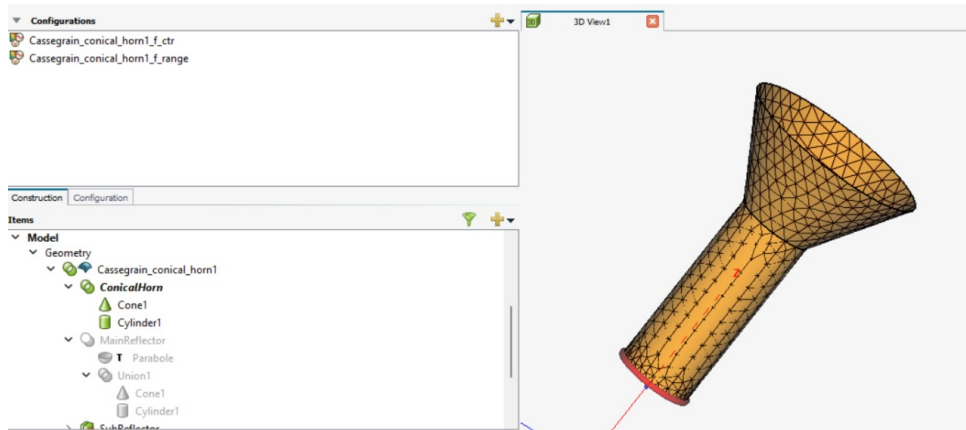 Configurations
3D View1
Cassegrain_conical_horn1_f_ctr
Cassegrain_conical_horn1_f_range
Construction
Configuration
Items
Model
Geometry
Cassegrain_conical_horn1
ConicalHorn
Cone1
Cylinder1
MainReflector
T Parabole
Union1
Cone1
Cylinder1
SubReflector
Z